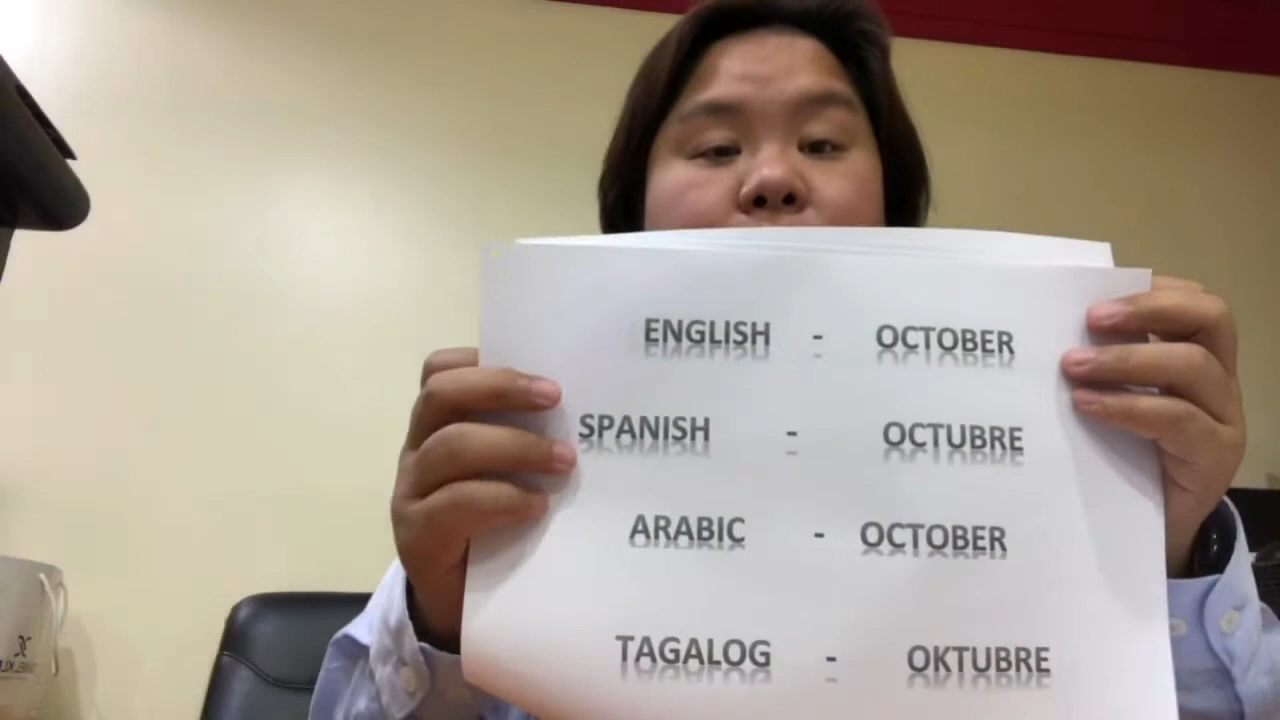 ENGLISH - OCTOBER
SPANISH - OCTUBRE
ARABIC - OCTOBER
TAGALOG - OKTUBRE